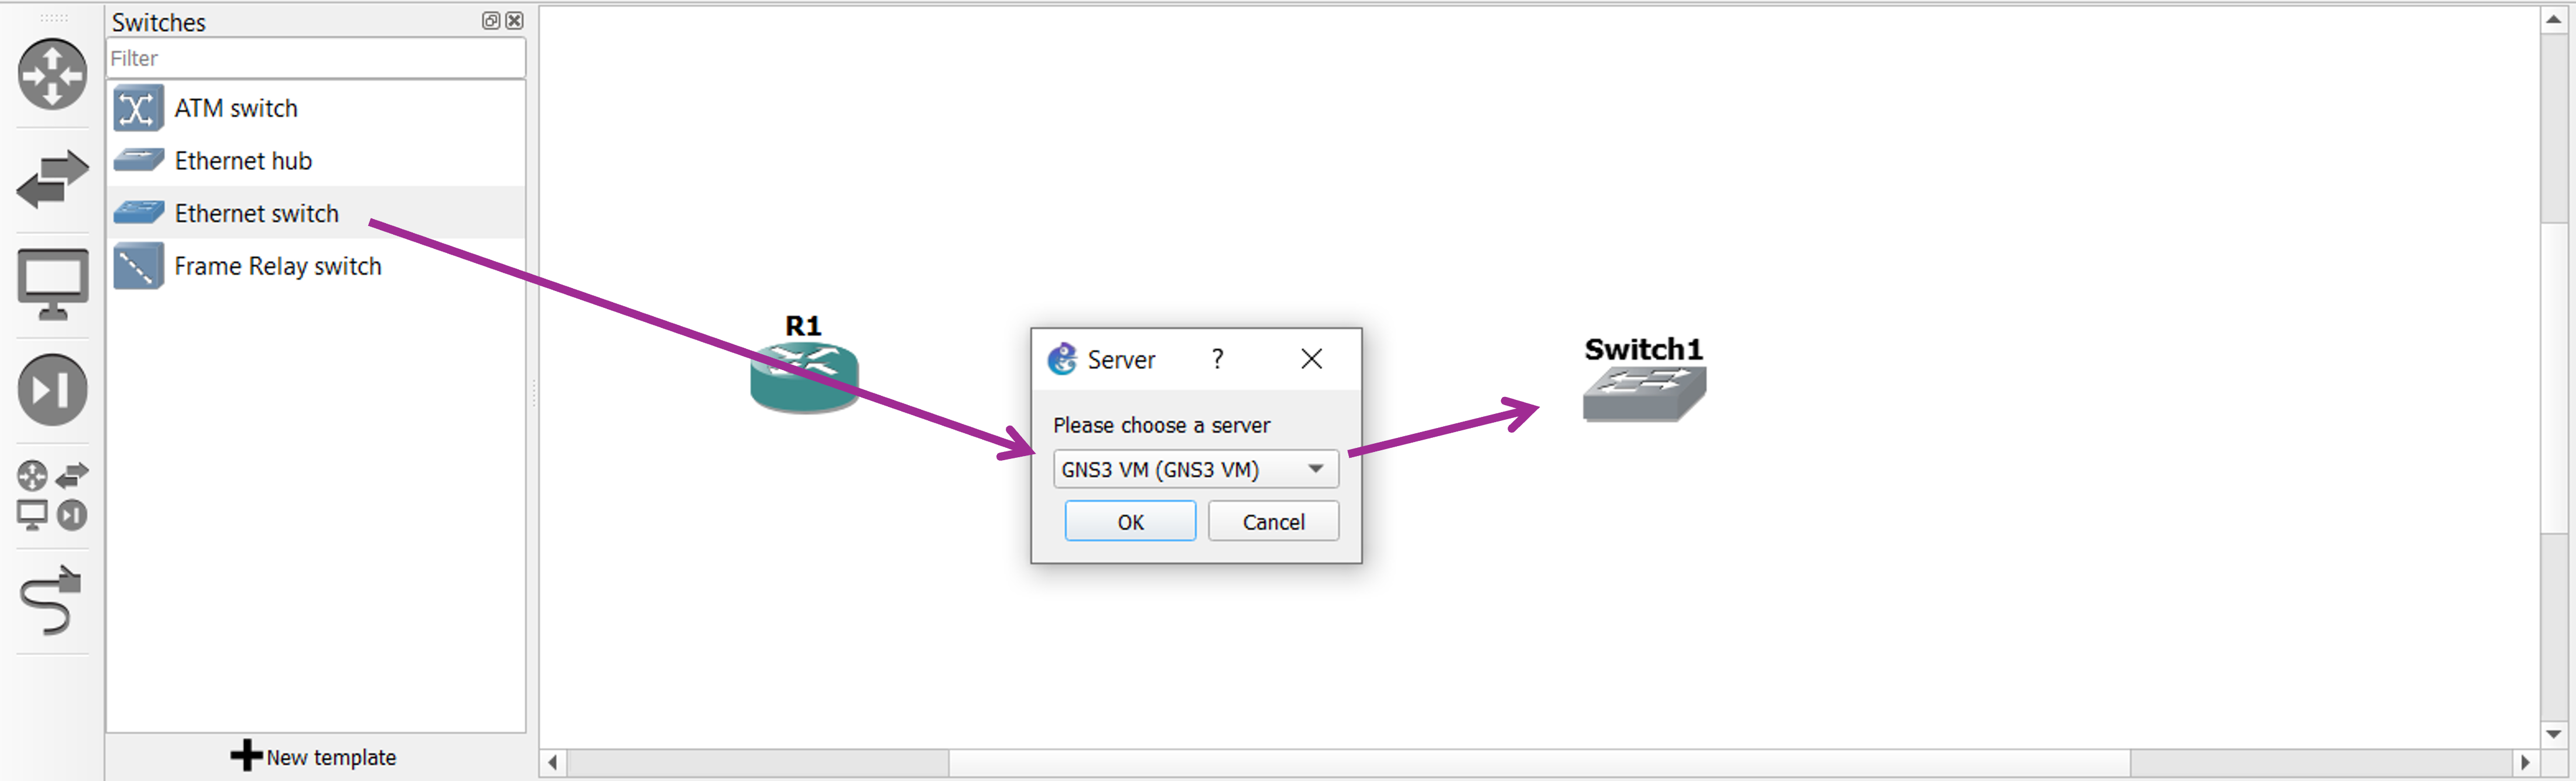 Switches
Filter
ATM switch
Ethernet hub
Ethernet switch
Frame Relay switch
New template
R1
Server ?
Please choose a server
GNS3 VM (GNS3 VM)
OK Cancel
Switch1